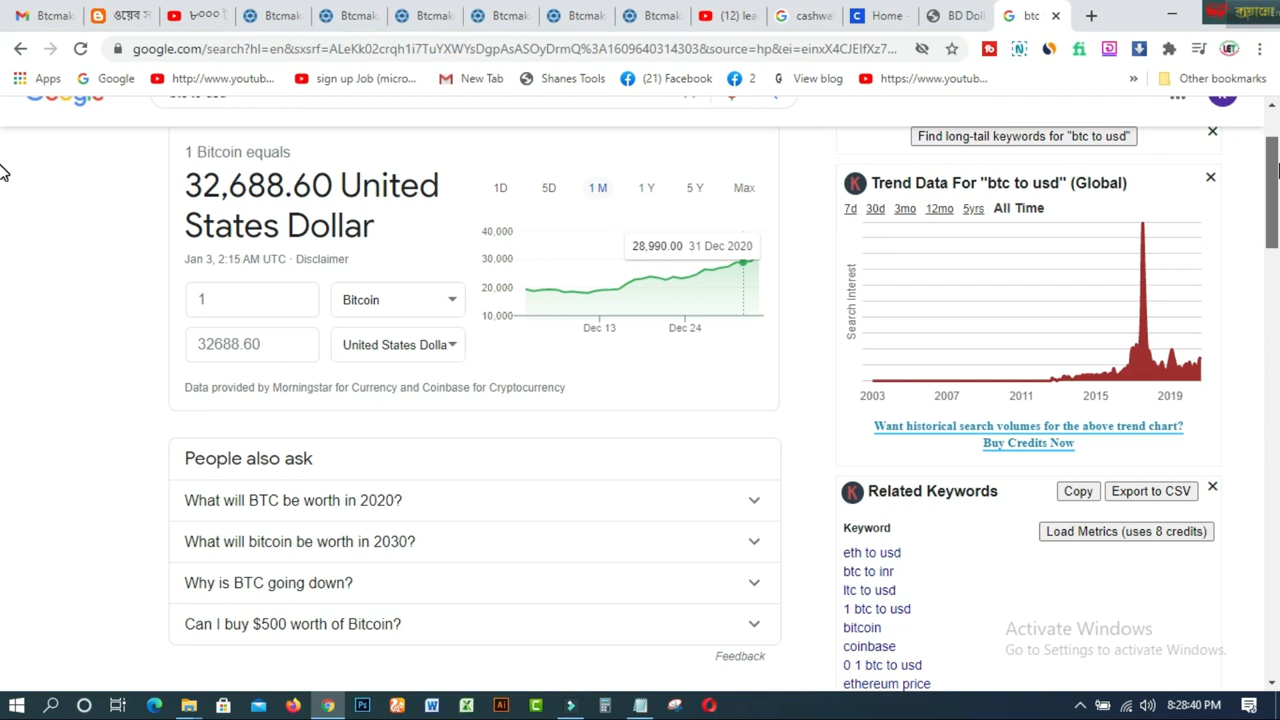 Btcmak
ওয়েব স
৮০০০ ট
Btcmak
Btcmak
Btcmak
Btcmak
Btcmak
Btcmak
(12) lea
cashwa
Home -
BD Doll
btc
google.com/search?hl=en&sxsrf=ALeKk02crqh1i7TuYXWYsDgpAsASOyDrmQ%3A1609640314303&source=hp&ei=einxX4CJEIfXz7...
Apps
Google
http://www.youtub...
sign up Job (micro...
New Tab
Shanes Tools
(21) Facebook
2
View blog
https://www.youtub...
»
Other bookmarks
1 Bitcoin equals
32,688.60 United
States Dollar
Jan 3, 2:15 AM UTC · Disclaimer
1
Bitcoin
32688.60
United States Dolla
1D
5D
1M
1Y
5Y
Max
40,000
30,000
20,000
10,000
28,990.00 31 Dec 2020
Dec 13
Dec 24
Data provided by Morningstar for Currency and Coinbase for Cryptocurrency
People also ask
What will BTC be worth in 2020?
What will bitcoin be worth in 2030?
Why is BTC going down?
Can I buy $500 worth of Bitcoin?
Feedback
Find long-tail keywords for "btc to usd"
Trend Data For "btc to usd" (Global)
7d
30d
3mo
12mo
5yrs
All Time
Search Interest
2003
2007
2011
2015
2019
Want historical search volumes for the above trend chart?
Buy Credits Now
Related Keywords
Copy
Export to CSV
Keyword
Load Metrics (uses 8 credits)
eth to usd
btc to inr
ltc to usd
1 btc to usd
bitcoin
coinbase
0 1 btc to usd
ethereum price
Activate Windows
Go to Settings to activate Windows.
8:28:40 PM